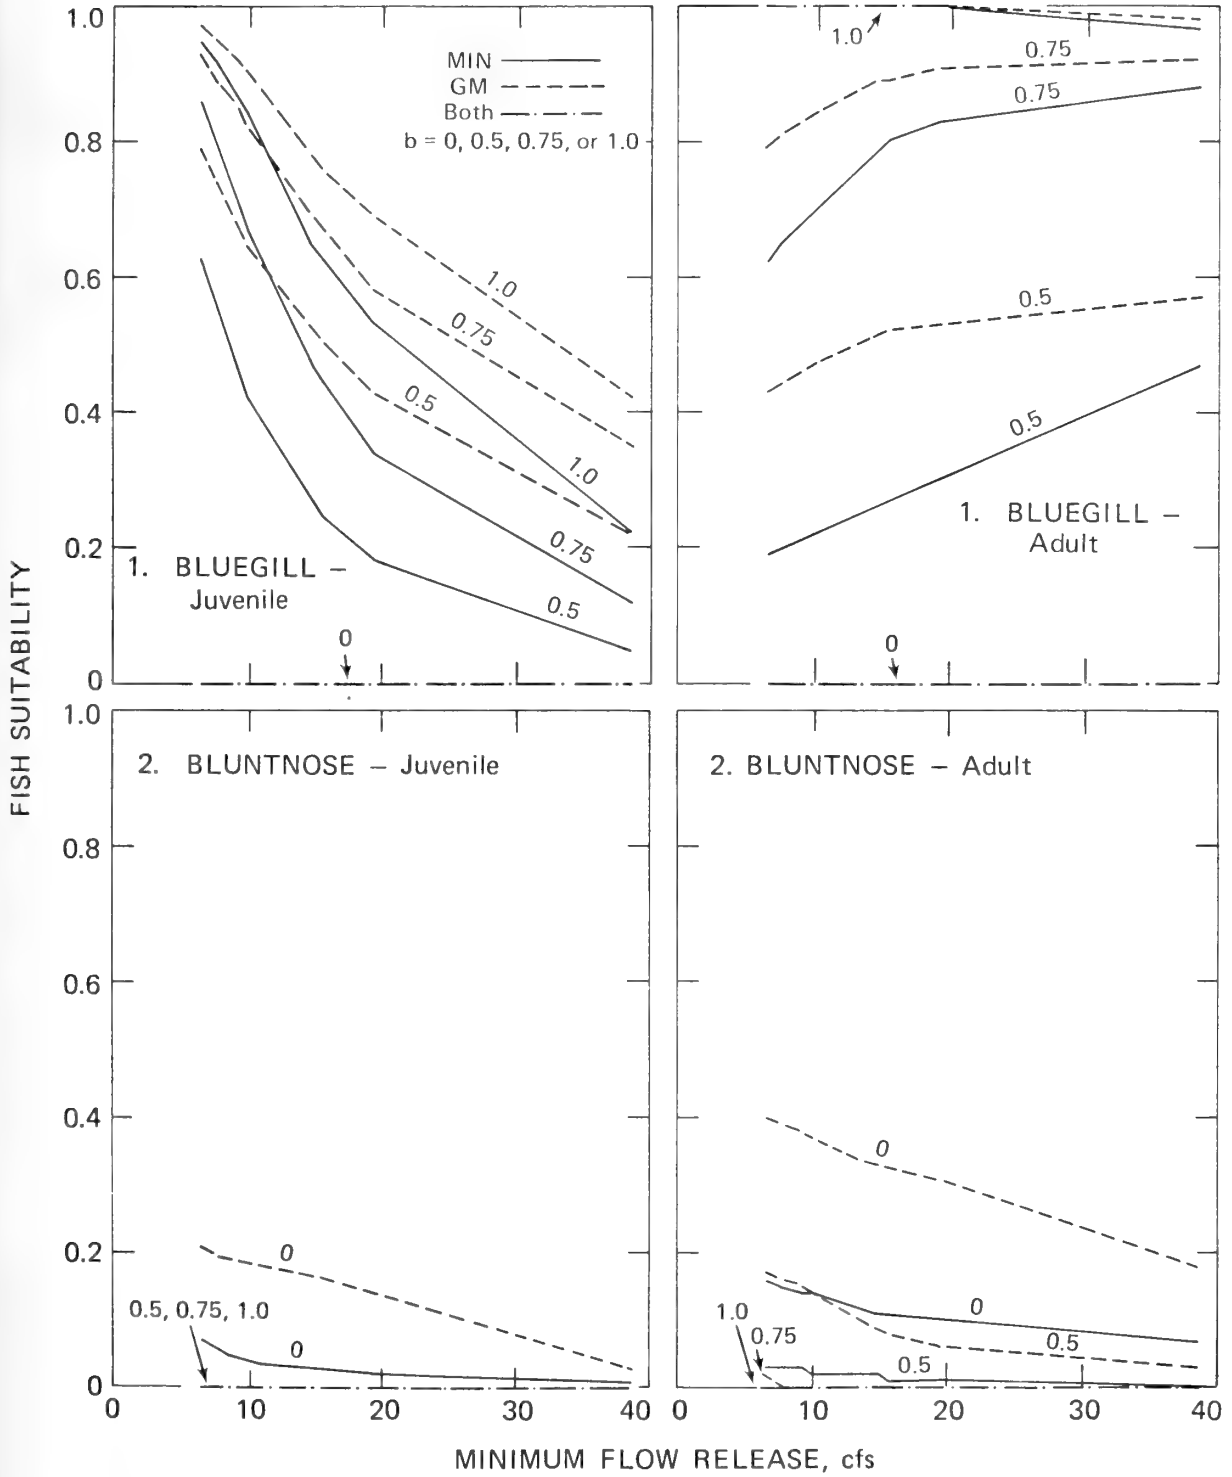 FISH SUITABILITY
1.0
0.8
0.6
0.4
0.2
0
MIN
GM
Both
b = 0, 0.5, 0.75, or 1.0
1.0
0.75
0.5
1.0
0.75
0.5
0
1. BLUEGILL –
Juvenile
1.0
0.75
0.75
0.5
0.5
0
1. BLUEGILL –
Adult
1.0
0.8
0.6
0.4
0.2
0
2. BLUNTNOSE – Juvenile
0
0.5, 0.75, 1.0
0
0 10 20 30 40
2. BLUNTNOSE – Adult
0
1.0
0.75
0
0.5
0.5
0 10 20 30 40
MINIMUM FLOW RELEASE, cfs